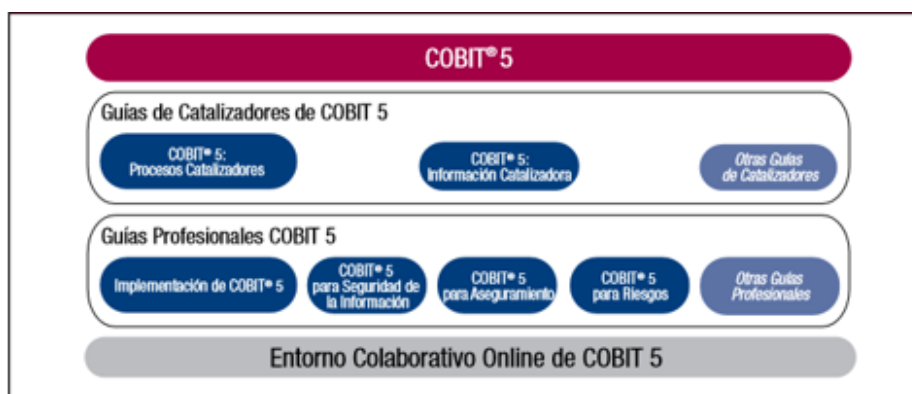 COBIT® 5
Guías de Catalizadores de COBIT 5
COBIT® 5:
Procesos Catalizadores
COBIT® 5:
Información Catalizadora
Otras Guías
de Catalizadores
Guías Profesionales COBIT 5
Implementación de COBIT® 5
COBIT® 5
para Seguridad de
la Información
COBIT® 5
para Aseguramiento
COBIT® 5
para Riesgos
Otras Guías
Profesionales
Entorno Colaborativo Online de COBIT 5